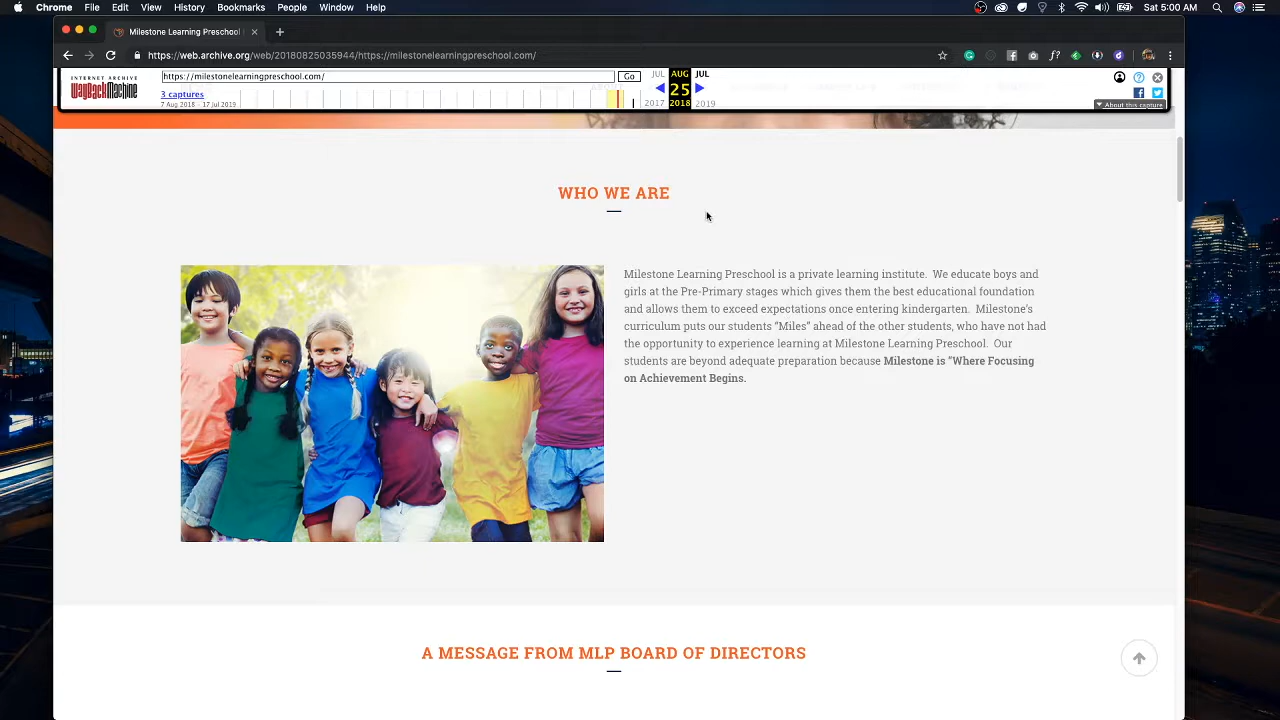 Chrome File Edit View History Bookmarks People Window Help
Sat 5:00 AM
Milestone Learning Preschool
https://web.archive.org/web/20180825035944/https://milestonelearningpreschool.com/
INTERNET ARCHIVE
WayBackMachine
https://milestonelearningpreschool.com/
Go
JUL AUG JUL
3 captures
25
7 Aug 2018 - 17 Jul 2019
2017 2018 2019
About this capture
WHO WE ARE
Milestone Learning Preschool is a private learning institute. We educate boys and
girls at the Pre-Primary stages which gives them the best educational foundation
and allows them to exceed expectations once entering kindergarten. Milestone’s
curriculum puts our students “Miles” ahead of the other students, who have not had
the opportunity to experience learning at Milestone Learning Preschool. Our
students are beyond adequate preparation because Milestone is “Where Focusing
on Achievement Begins.
A MESSAGE FROM MLP BOARD OF DIRECTORS